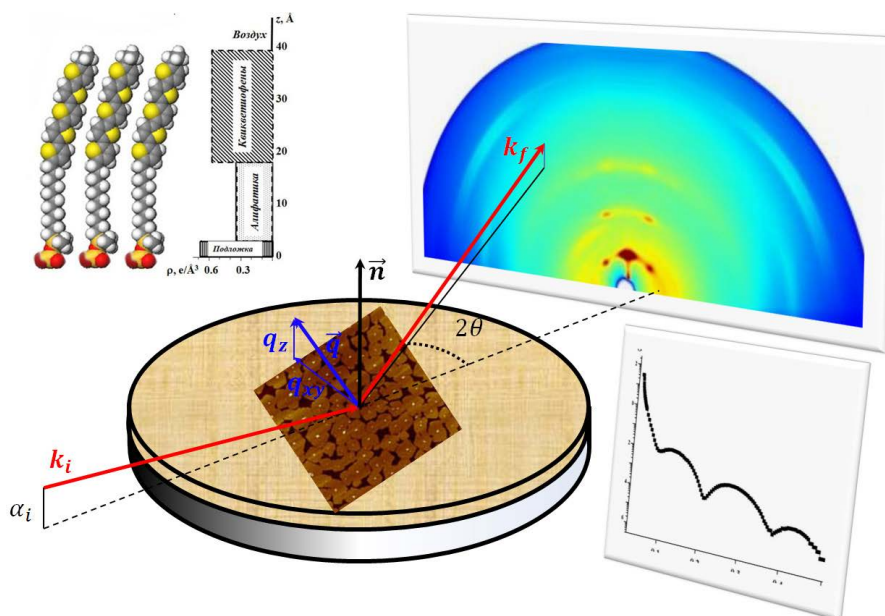 z, Å
Воздух
40
Квикветиофены
30
20
Алифатика
10
Подложка
0
ρ, e/Å³ 0.6 0.3
k_f
n
2θ
q_z
q
q_xy
k_i
α_i